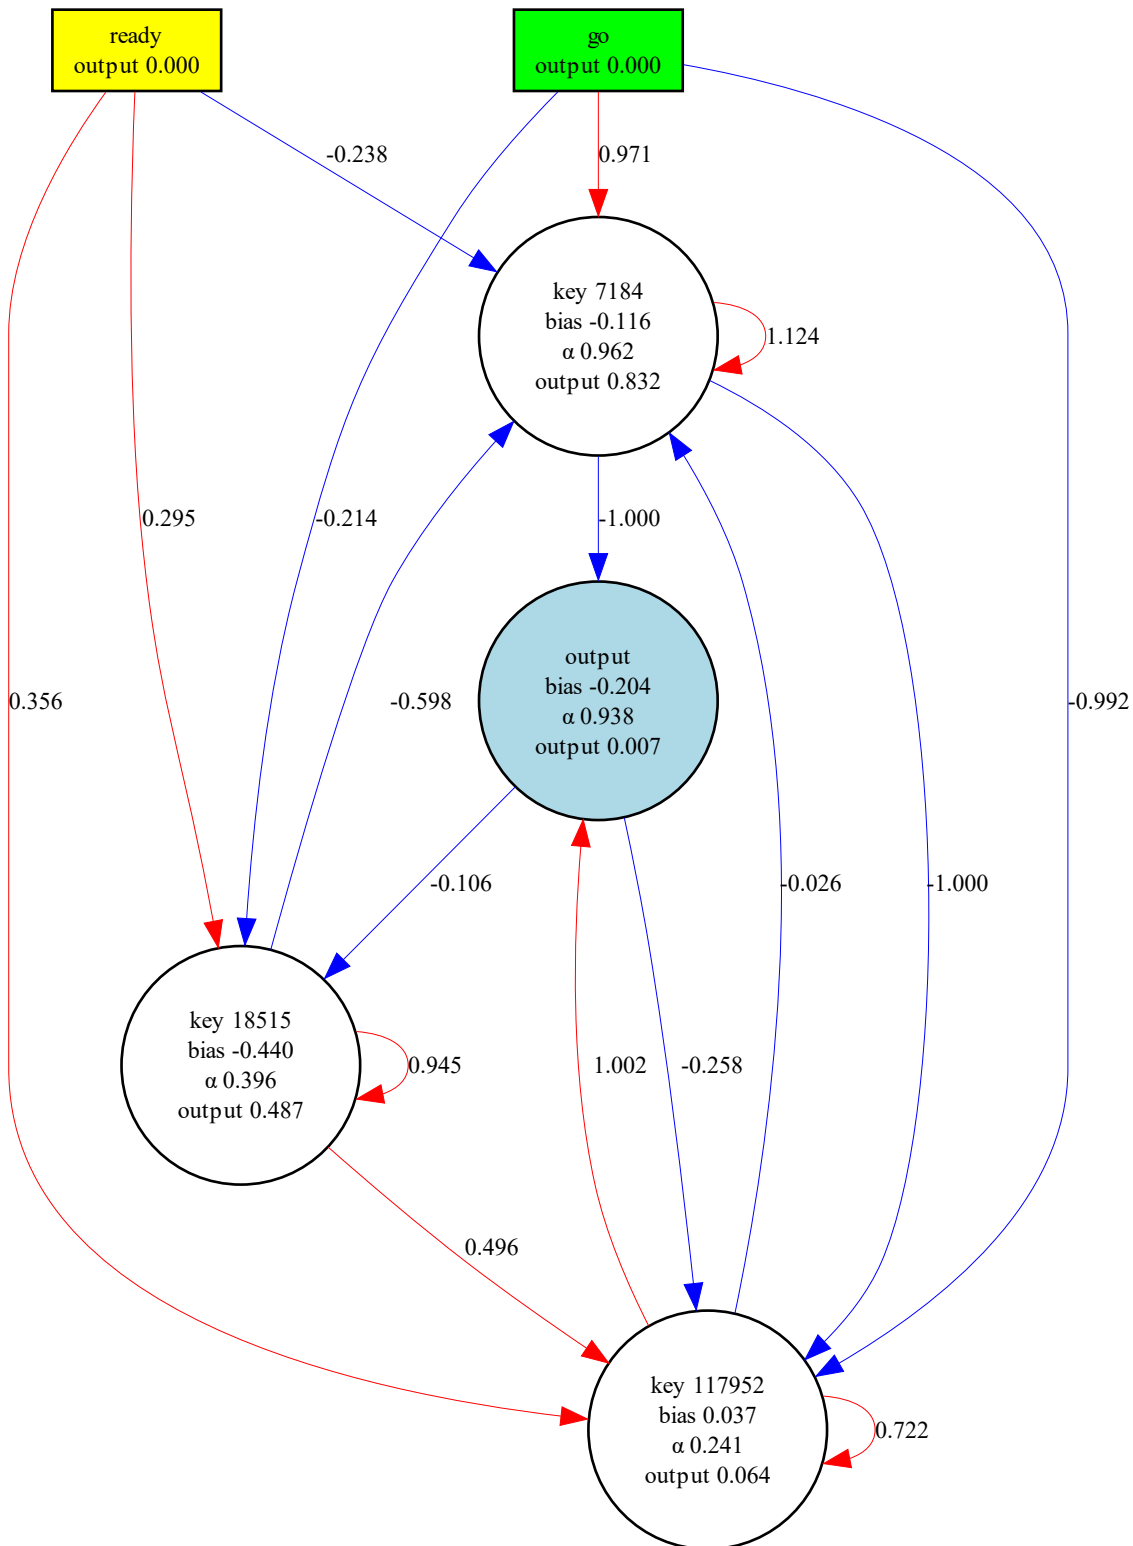 ready
output 0.000
go
output 0.000
-0.238
0.971
key 7184
bias -0.116
α 0.962
output 0.832
1.124
0.295
-0.214
-1.000
0.356
-0.598
output
bias -0.204
α 0.938
output 0.007
-0.992
-0.106
-0.026
-1.000
key 18515
bias -0.440
α 0.396
output 0.487
0.945
1.002
-0.258
0.496
key 117952
bias 0.037
α 0.241
output 0.064
0.722